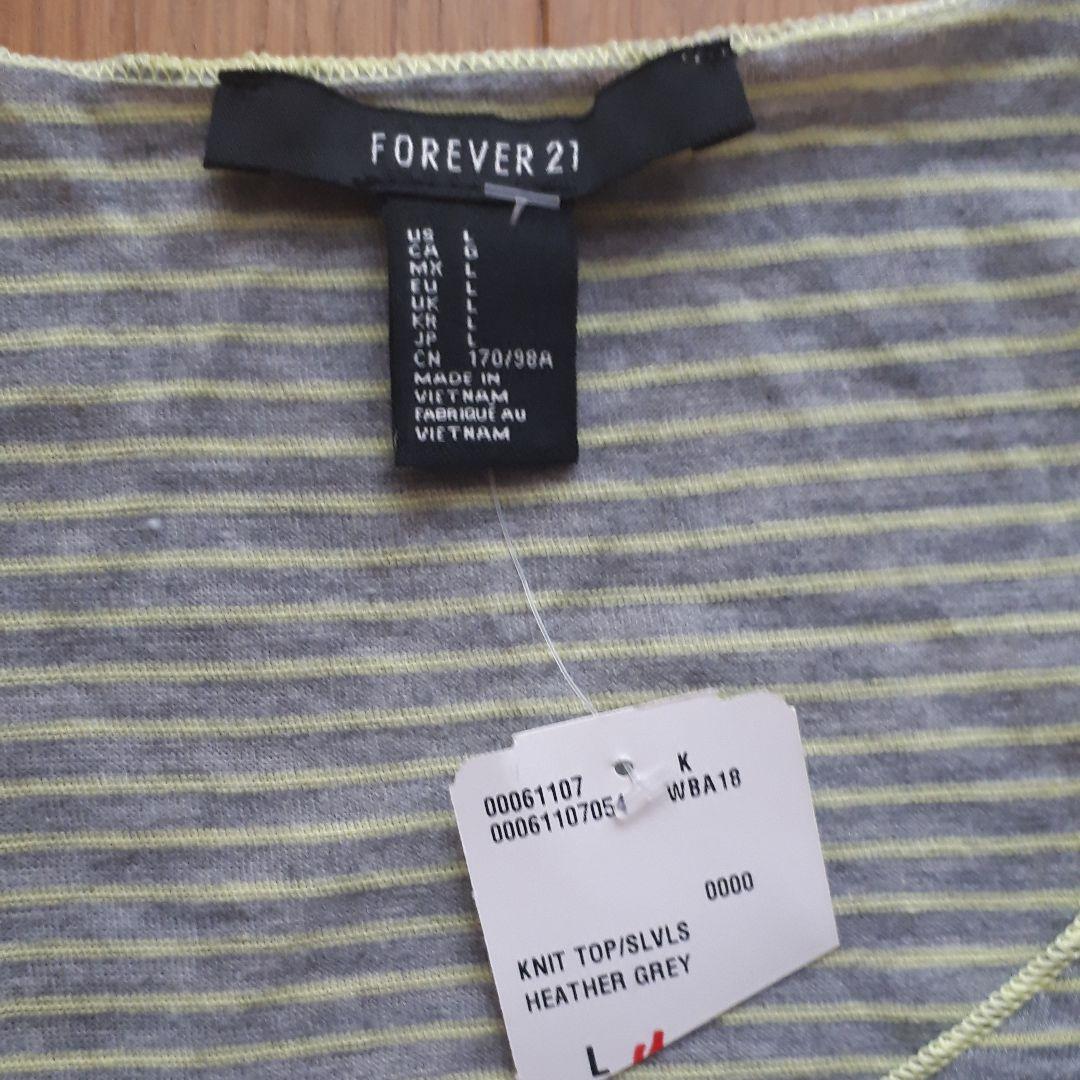 FOREVER 21
US L
CA G
MX L
EU L
UK L
KR L
JP L
CN 170/98A
MADE IN
VIETNAM
FABRIQUÉ AU
VIETNAM
K
00061107
WBA18
00061107054
0000
KNIT TOP/SLVLS
HEATHER GREY
L